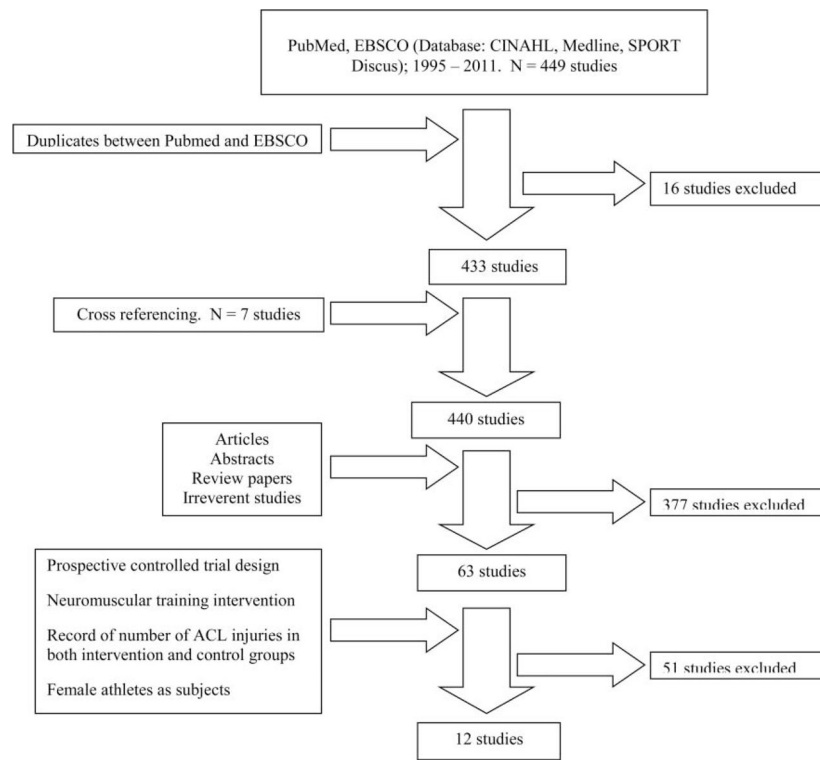 PubMed, EBSCO (Database: CINAHL, Medline, SPORT
Discus); 1995 – 2011. N = 449 studies
Duplicates between Pubmed and EBSCO
16 studies excluded
433 studies
Cross referencing. N = 7 studies
440 studies
Articles
Abstracts
Review papers
Irreverent studies
377 studies excluded
63 studies
Prospective controlled trial design
Neuromuscular training intervention
Record of number of ACL injuries in
both intervention and control groups
Female athletes as subjects
51 studies excluded
12 studies